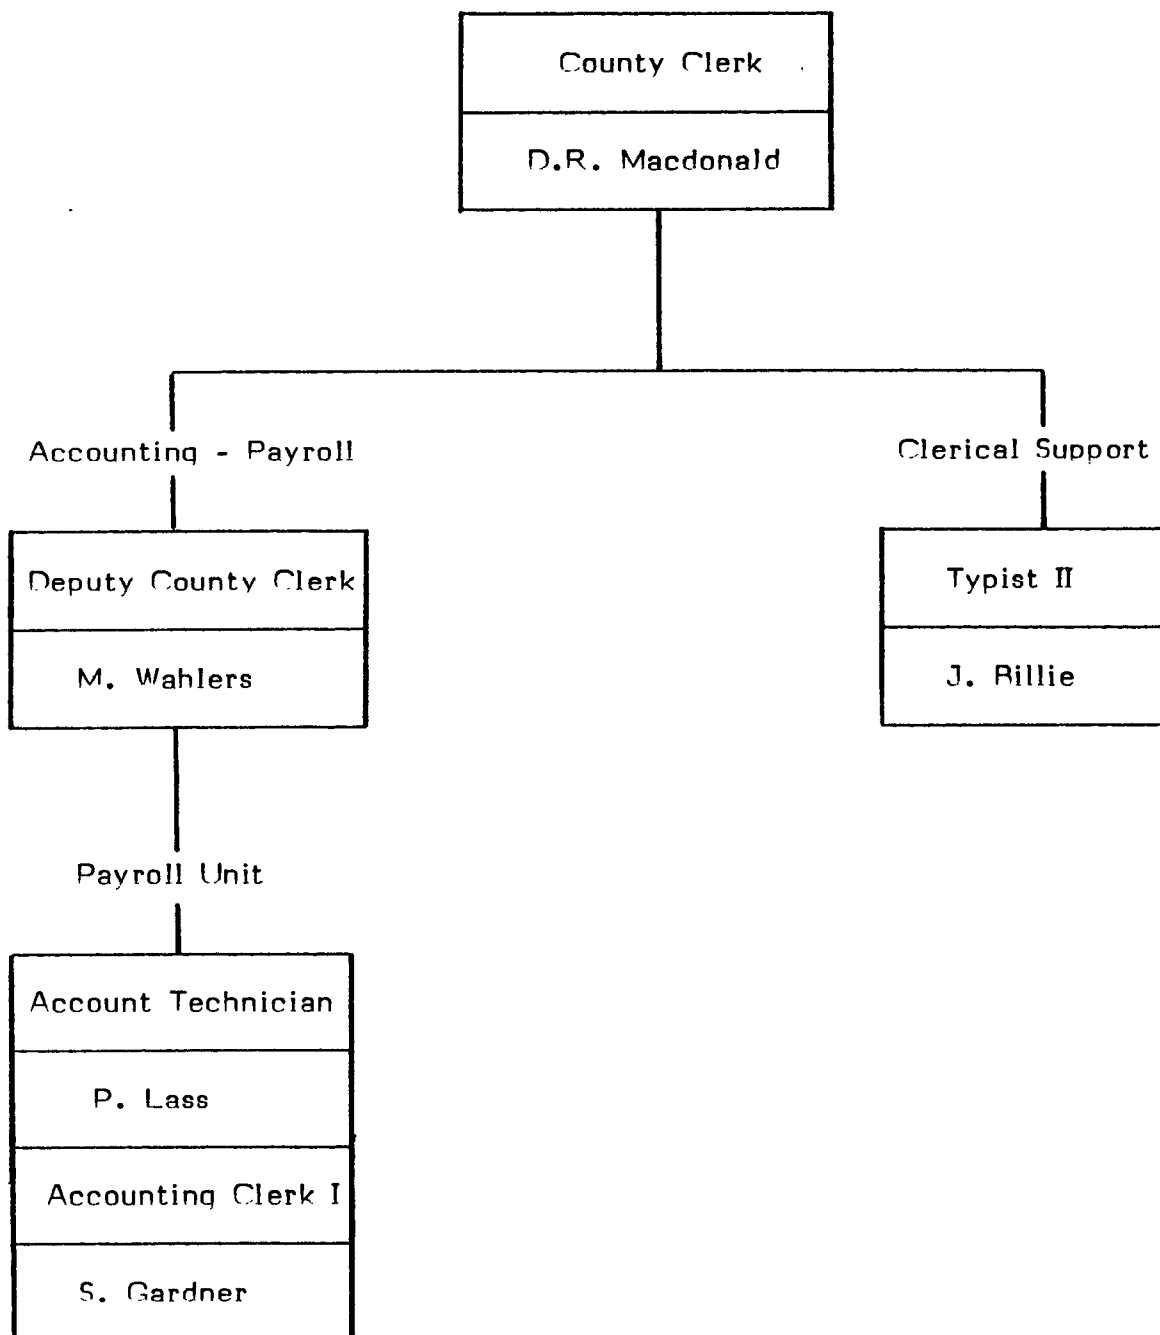 County Clerk
D.R. Macdonald
Accounting - Payroll
Clerical Support
Deputy County Clerk
M. Wahlers
Typist II
J. Billie
Payroll Unit
Account Technician
P. Lass
Accounting Clerk I
S. Gardner